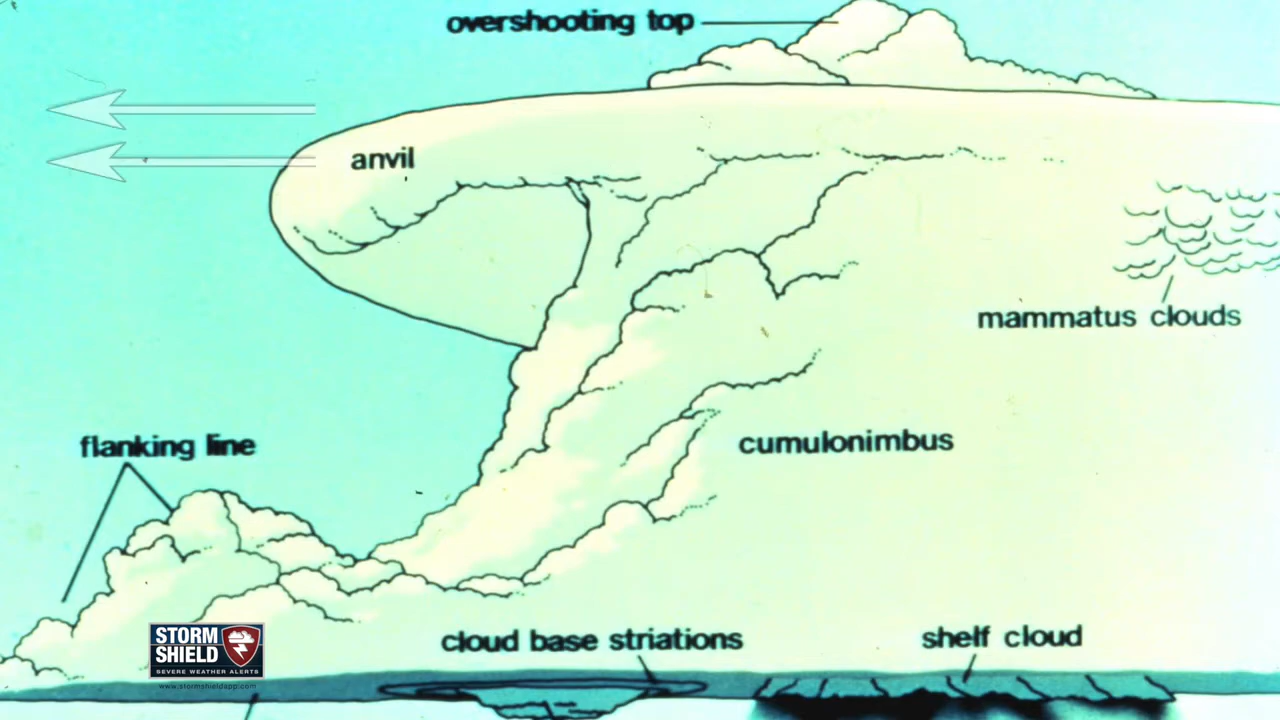 overshooting top
anvil
mammatus clouds
flanking line
cumulonimbus
cloud base striations
shelf cloud
STORM
SHIELD
SEVERE WEATHER ALERTS
www.stormshieldapp.com